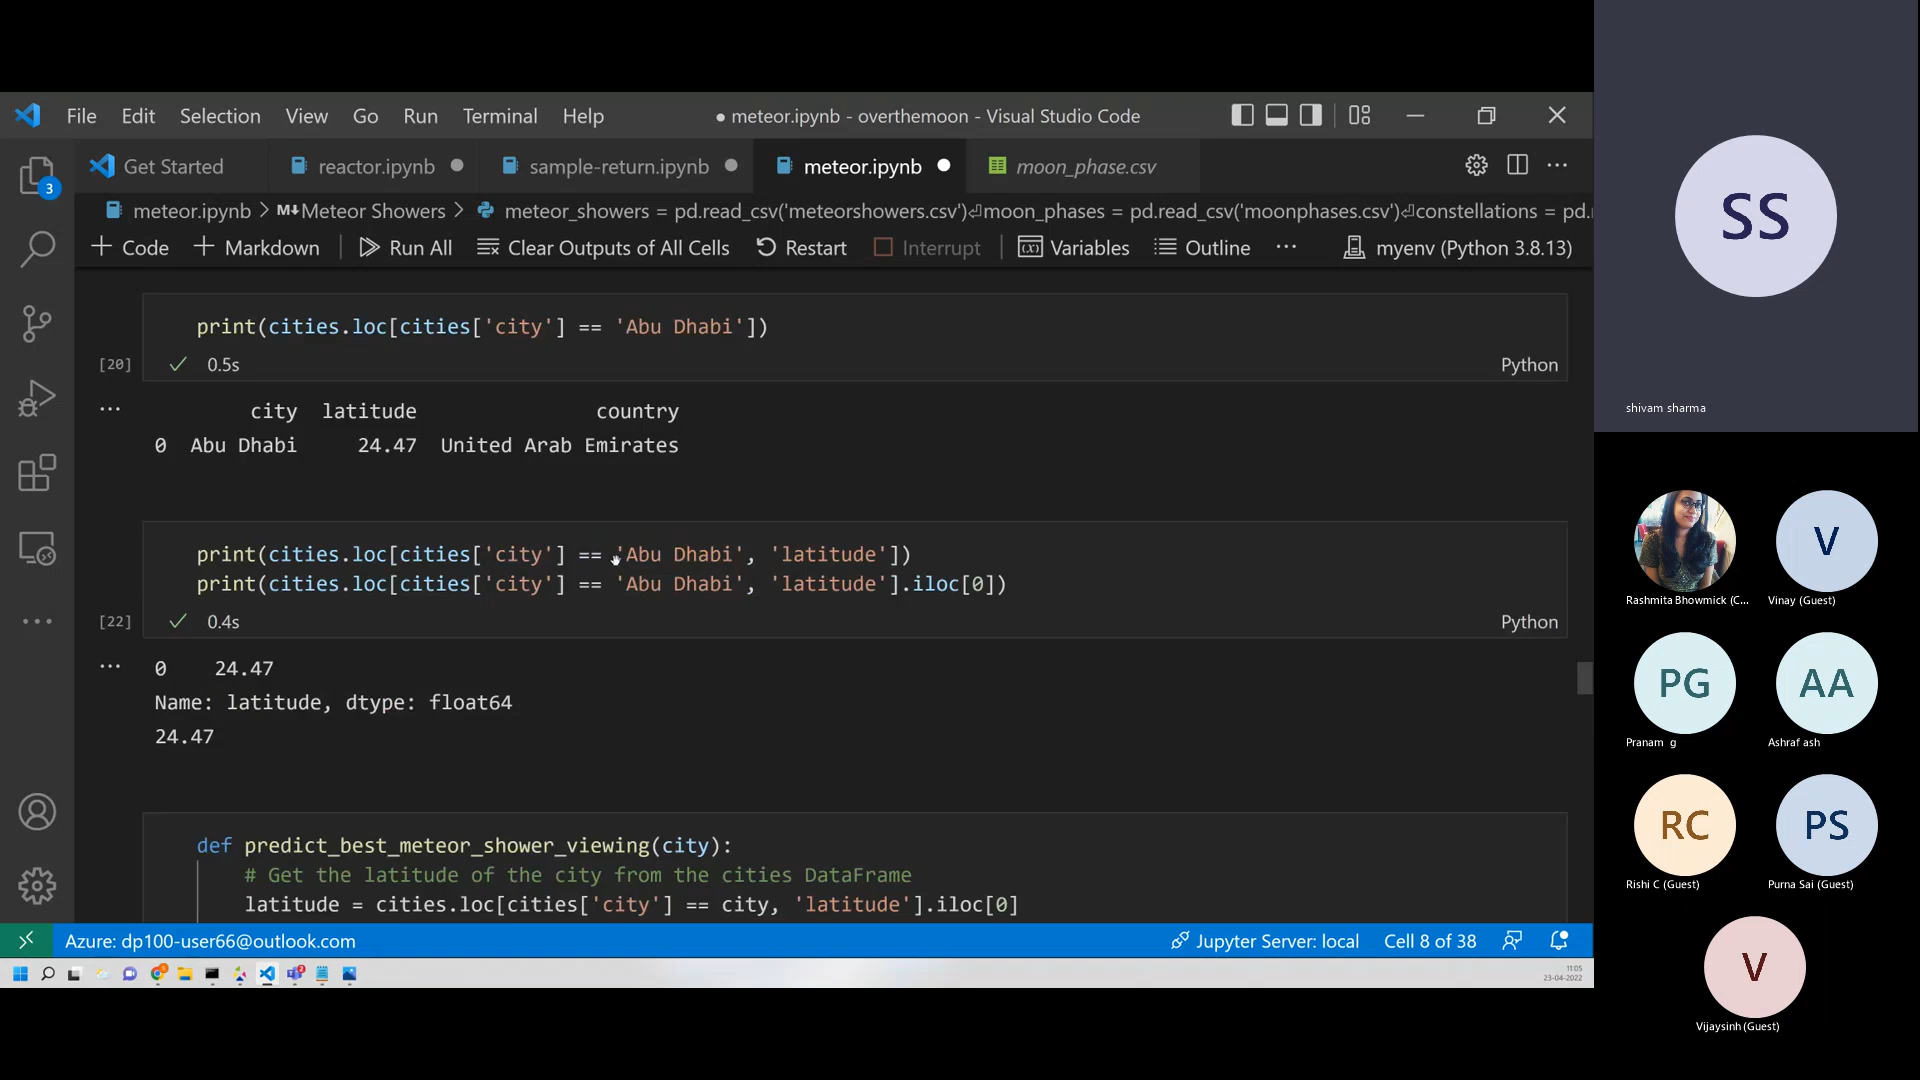 File Edit Selection View Go Run Terminal Help ● meteor.ipynb - overthemoon - Visual Studio Code
3
Get Started reactor.ipynb sample-return.ipynb meteor.ipynb moon_phase.csv
meteor.ipynb > M↓Meteor Showers > meteor_showers = pd.read_csv('meteorshowers.csv')⏎moon_phases = pd.read_csv('moonphases.csv')⏎constellations = pd.r
+ Code + Markdown Run All Clear Outputs of All Cells Restart Interrupt Variables Outline ··· myenv (Python 3.8.13)
print(cities.loc[cities['city'] == 'Abu Dhabi'])
[20] ✓ 0.5s Python
city latitude country
0 Abu Dhabi 24.47 United Arab Emirates
print(cities.loc[cities['city'] == 'Abu Dhabi', 'latitude'])
print(cities.loc[cities['city'] == 'Abu Dhabi', 'latitude'].iloc[0])
[22] ✓ 0.4s Python
0 24.47
Name: latitude, dtype: float64
24.47
def predict_best_meteor_shower_viewing(city):
# Get the latitude of the city from the cities DataFrame
latitude = cities.loc[cities['city'] == city, 'latitude'].iloc[0]
Azure: dp100-user66@outlook.com Jupyter Server: local Cell 8 of 38
11:05
23-04-2022
SS
shivam sharma
Rashmita Bhowmick (C...
V
Vinay (Guest)
PG
Pranam g
AA
Ashraf ash
RC
Rishi C (Guest)
PS
Purna Sai (Guest)
V
Vijaysinh (Guest)